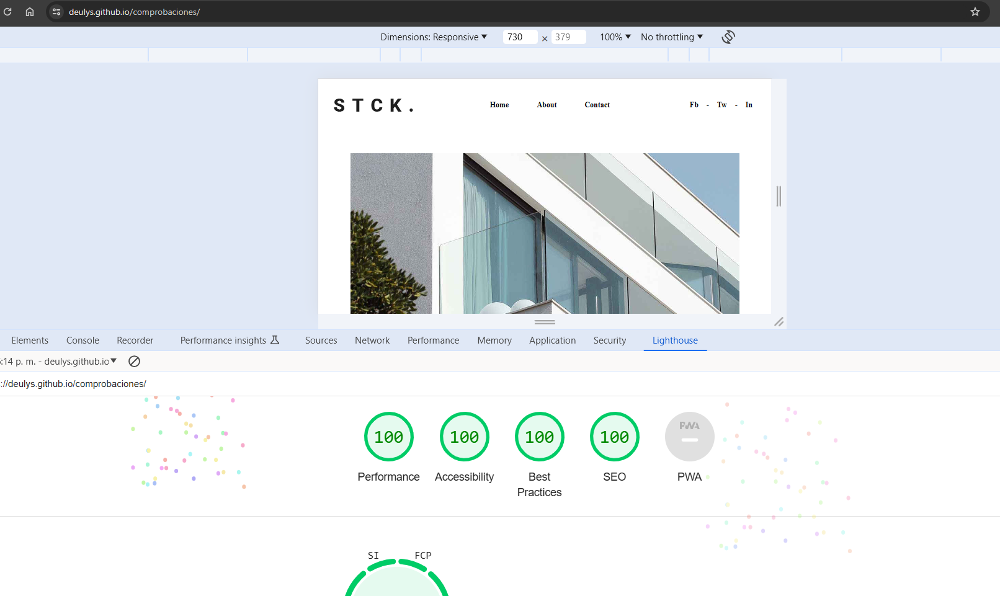 deulys.github.io/comprobaciones/
Dimensions: Responsive 730 × 379 100% No throttling
STCK. Home About Contact Fb - Tw - In
Elements Console Recorder Performance insights Sources Network Performance Memory Application Security Lighthouse
:14 p. m. - deulys.github.io
://deulys.github.io/comprobaciones/
100 100 100 100 PWA
Performance Accessibility Best Practices SEO PWA
SI FCP